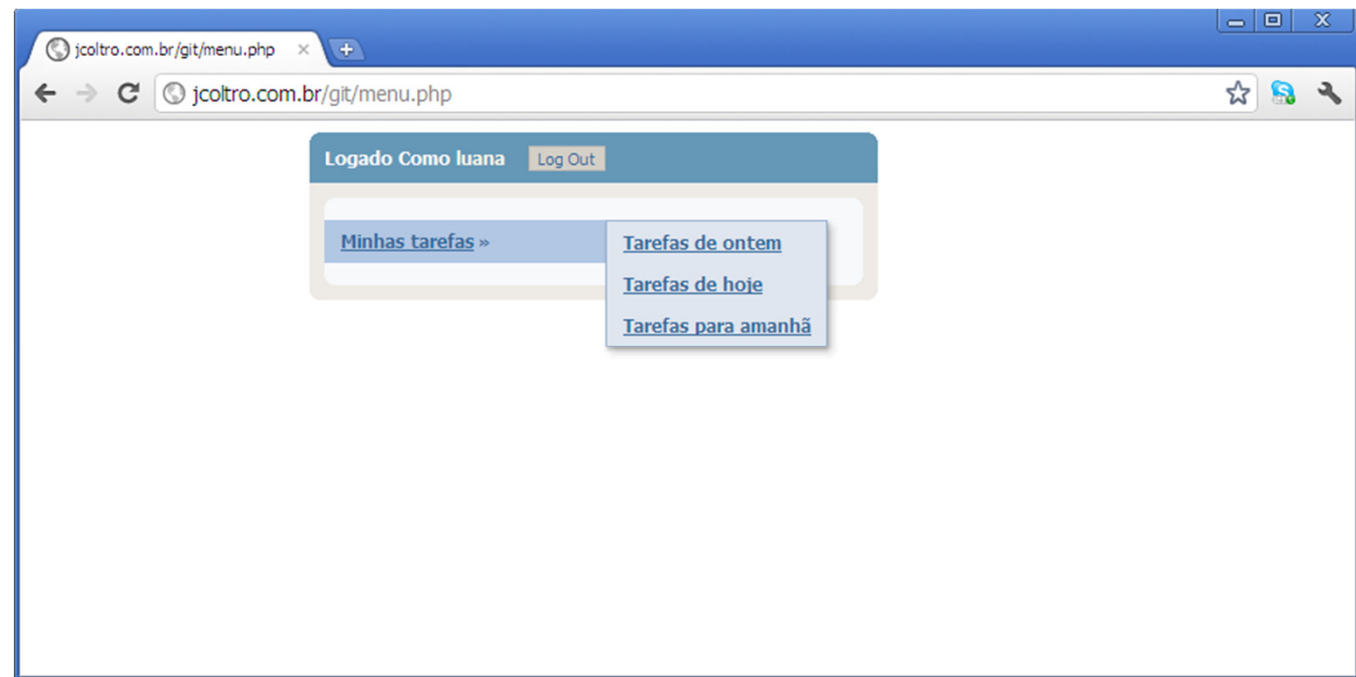 jcoltro.com.br/git/menu.php
jcoltro.com.br/git/menu.php
Logado Como luana Log Out
Minhas tarefas »
Tarefas de ontem
Tarefas de hoje
Tarefas para amanhã